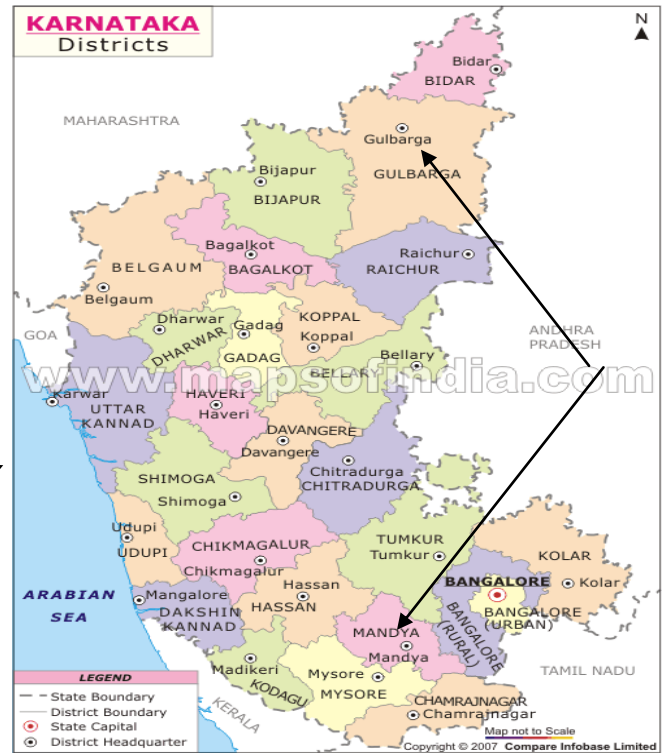 KARNATAKA
Districts
N
Bidar
BIDAR
MAHARASHTRA
Gulbarga
GULBARGA
Bijapur
BIJAPUR
Bagalkot
BAGALKOT
Raichur
RAICHUR
BELGAUM
Belgaum
GOA
Dharwar
DHARWAR
Gadag
GADAG
KOPPAL
Koppal
ANDHRA
PRADESH
Bellary
BELLARY
www.mapsofindia.com
Karwar
UTTAR
KANNAD
HAVERI
Haveri
DAVANGERE
Davangere
Chitradurga
CHITRADURGA
SHIMOGA
Shimoga
Udupi
UDUPI
CHIKMAGALUR
Chikmagalur
TUMKUR
Tumkur
KOLAR
Kolar
BANGALORE
BANGALORE
(URBAN)
BANGALORE
(RURAL)
ARABIAN
SEA
Mangalore
DAKSHIN
KANNAD
Hassan
HASSAN
MANDYA
Mandya
Madikeri
KODAGU
Mysore
MYSORE
TAMIL NADU
CHAMRAJNAGAR
Chamrajnagar
KERALA
LEGEND
State Boundary
District Boundary
State Capital
District Headquarter
Map not to Scale
Copyright © 2007 Compare Infobase Limited